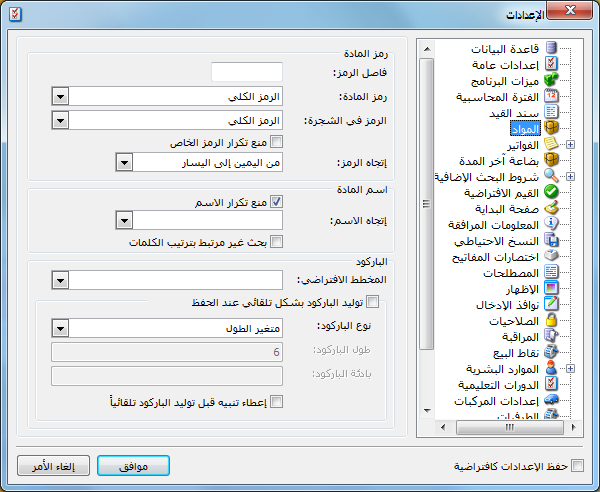 الإعدادات
قاعدة البيانات
إعدادات عامة
ميزات البرنامج
الفترة المحاسبية
سند القيد
المواد
الفواتير
بضاعة آخر المدة
شروط البحث الإضافية
القيم الافتراضية
صفحة البداية
المعلومات المرافقة
النسخ الاحتياطي
اختصارات المفاتيح
المصطلحات
الإظهار
نوافذ الإدخال
الصلاحيات
المراقبة
نقاط البيع
الموارد البشرية
الدورات التعليمية
إعدادات المركبات
الطرفيات
رمز المادة
فاصل الرمز:
رمز المادة: الرمز الكلي
الرمز في الشجرة: الرمز الكلي
منع تكرار الرمز الخاص
إتجاه الرمز: من اليمين إلى اليسار
اسم المادة
منع تكرار الاسم
إتجاه الاسم:
بحث غير مرتبط بترتيب الكلمات
الباركود
المخطط الافتراضي:
توليد الباركود بشكل تلقائي عند الحفظ
نوع الباركود: متغير الطول
طول الباركود: 6
بادئة الباركود:
إعطاء تنبيه قبل توليد الباركود تلقائياً
حفظ الإعدادات كافتراضية
موافق
إلغاء الأمر